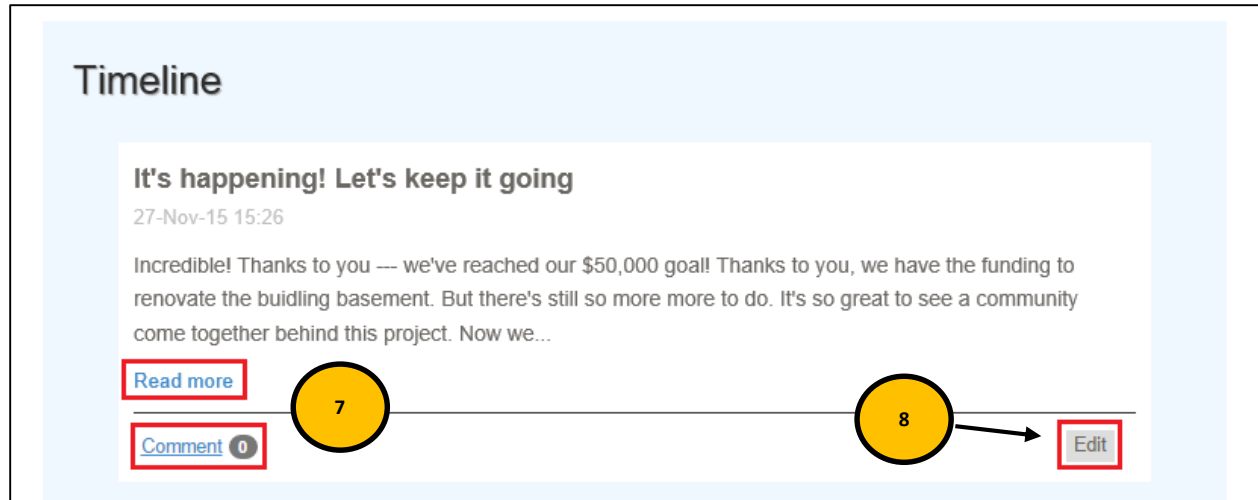 Timeline
It's happening! Let's keep it going
27-Nov-15 15:26
Incredible! Thanks to you --- we've reached our $50,000 goal! Thanks to you, we have the funding to
renovate the buidling basement. But there's still so more more to do. It's so great to see a community
come together behind this project. Now we...
Read more
7
8
Comment 0
Edit